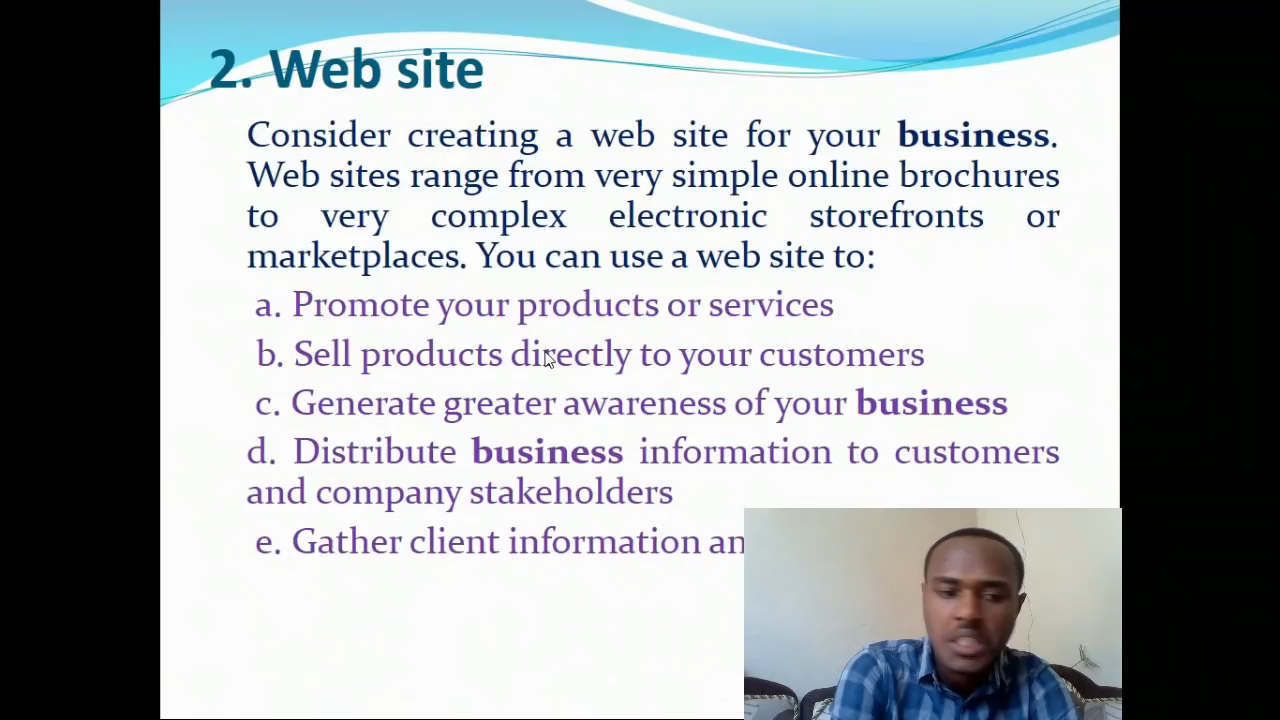 2. Web site
Consider creating a web site for your business.
Web sites range from very simple online brochures
to very complex electronic storefronts or
marketplaces. You can use a web site to:
a. Promote your products or services
b. Sell products directly to your customers
c. Generate greater awareness of your business
d. Distribute business information to customers
and company stakeholders
e. Gather client information